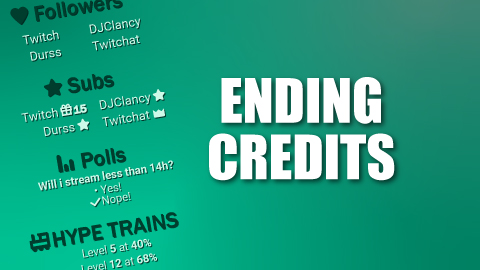 Followers
Twitch DJClancy
Durss Twitchat
Subs
Twitch 15 DJClancy
Durss Twitchat
Polls
Will i stream less than 14h?
• Yes!
✓Nope!
HYPE TRAINS
Level 5 at 40%
Level 12 at 68%
ENDING
CREDITS